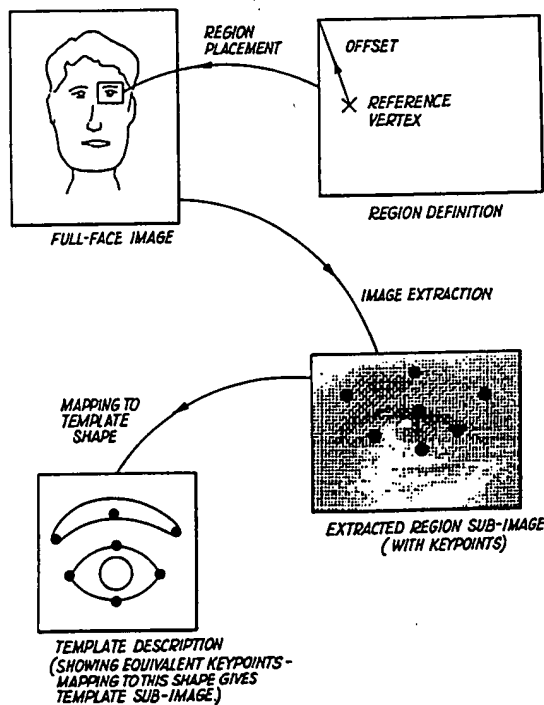 REGION
PLACEMENT
OFFSET
REFERENCE
VERTEX
REGION DEFINITION
FULL-FACE IMAGE
IMAGE EXTRACTION
MAPPING TO
TEMPLATE
SHAPE
EXTRACTED REGION SUB-IMAGE
(WITH KEYPOINTS)
TEMPLATE DESCRIPTION
(SHOWING EQUIVALENT KEYPOINTS-
MAPPING TO THIS SHAPE GIVES
TEMPLATE SUB-IMAGE.)